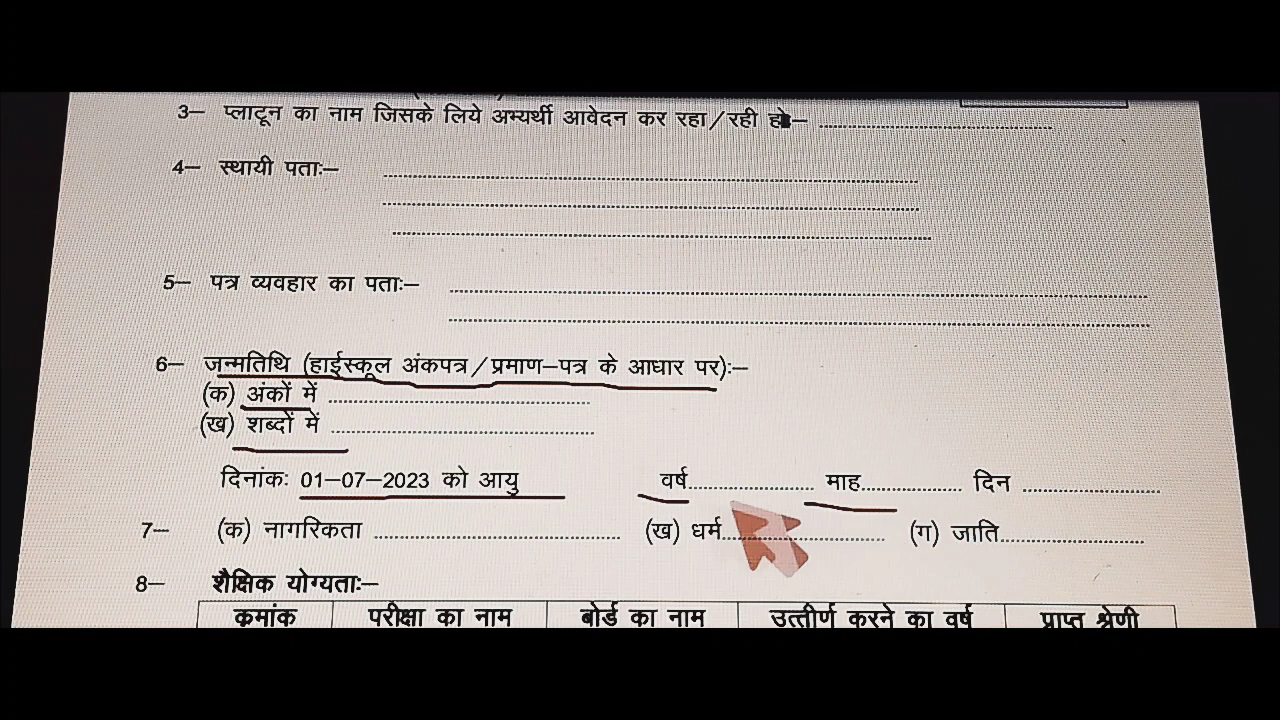 3— प्लाटून का नाम जिसके लिये अभ्यर्थी आवेदन कर रहा/रही हो— ........................................
4— स्थायी पताः— ........................................
........................................
........................................
5— पत्र व्यवहार का पताः— ........................................
........................................
6— जन्मतिथि (हाईस्कूल अंकपत्र/प्रमाण—पत्र के आधार पर):—
(क) अंकों में ........................................
(ख) शब्दों में ........................................
दिनांकः 01—07—2023 को आयु वर्ष.................... माह................ दिन ......................
7— (क) नागरिकता ........................................ (ख) धर्म.......................... (ग) जाति.......................
8— शैक्षिक योग्यताः—
क्रमांक परीक्षा का नाम बोर्ड का नाम उत्तीर्ण करने का वर्ष प्राप्त श्रेणी